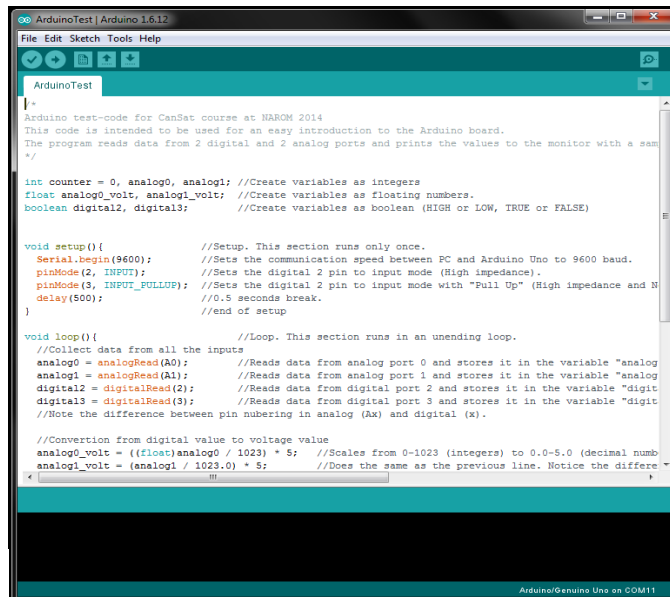 ArduinoTest | Arduino 1.6.12
File Edit Sketch Tools Help
ArduinoTest
/*
Arduino test-code for CanSat course at NAROM 2014
This code is intended to be used for an easy introduction to the Arduino board.
The program reads data from 2 digital and 2 analog ports and prints the values to the monitor with a sam
*/
int counter = 0, analog0, analog1; //Create variables as integers
float analog0_volt, analog1_volt; //Create variables as floating numbers.
boolean digital2, digital3; //Create variables as boolean (HIGH or LOW, TRUE or FALSE)
void setup(){ //Setup. This section runs only once.
Serial.begin(9600); //Sets the communication speed between PC and Arduino Uno to 9600 baud.
pinMode(2, INPUT); //Sets the digital 2 pin to input mode (High impedance).
pinMode(3, INPUT_PULLUP); //Sets the digital 2 pin to input mode with "Pull Up" (High impedance and N
delay(500); //0.5 seconds break.
} //end of setup
void loop(){ //Loop. This section runs in an unending loop.
//Collect data from all the inputs
analog0 = analogRead(A0); //Reads data from analog port 0 and stores it in the variable "analog
analog1 = analogRead(A1); //Reads data from analog port 1 and stores it in the variable "analog
digital2 = digitalRead(2); //Reads data from digital port 2 and stores it in the variable "digit
digital3 = digitalRead(3); //Reads data from digital port 3 and stores it in the variable "digit
//Note the difference between pin nubering in analog (Ax) and digital (x).
//Convertion from digital value to voltage value
analog0_volt = ((float)analog0 / 1023) * 5; //Scales from 0-1023 (integers) to 0.0-5.0 (decimal numb
analog1_volt = (analog1 / 1023.0) * 5; //Does the same as the previous line. Notice the differe
Arduino/Genuino Uno on COM11